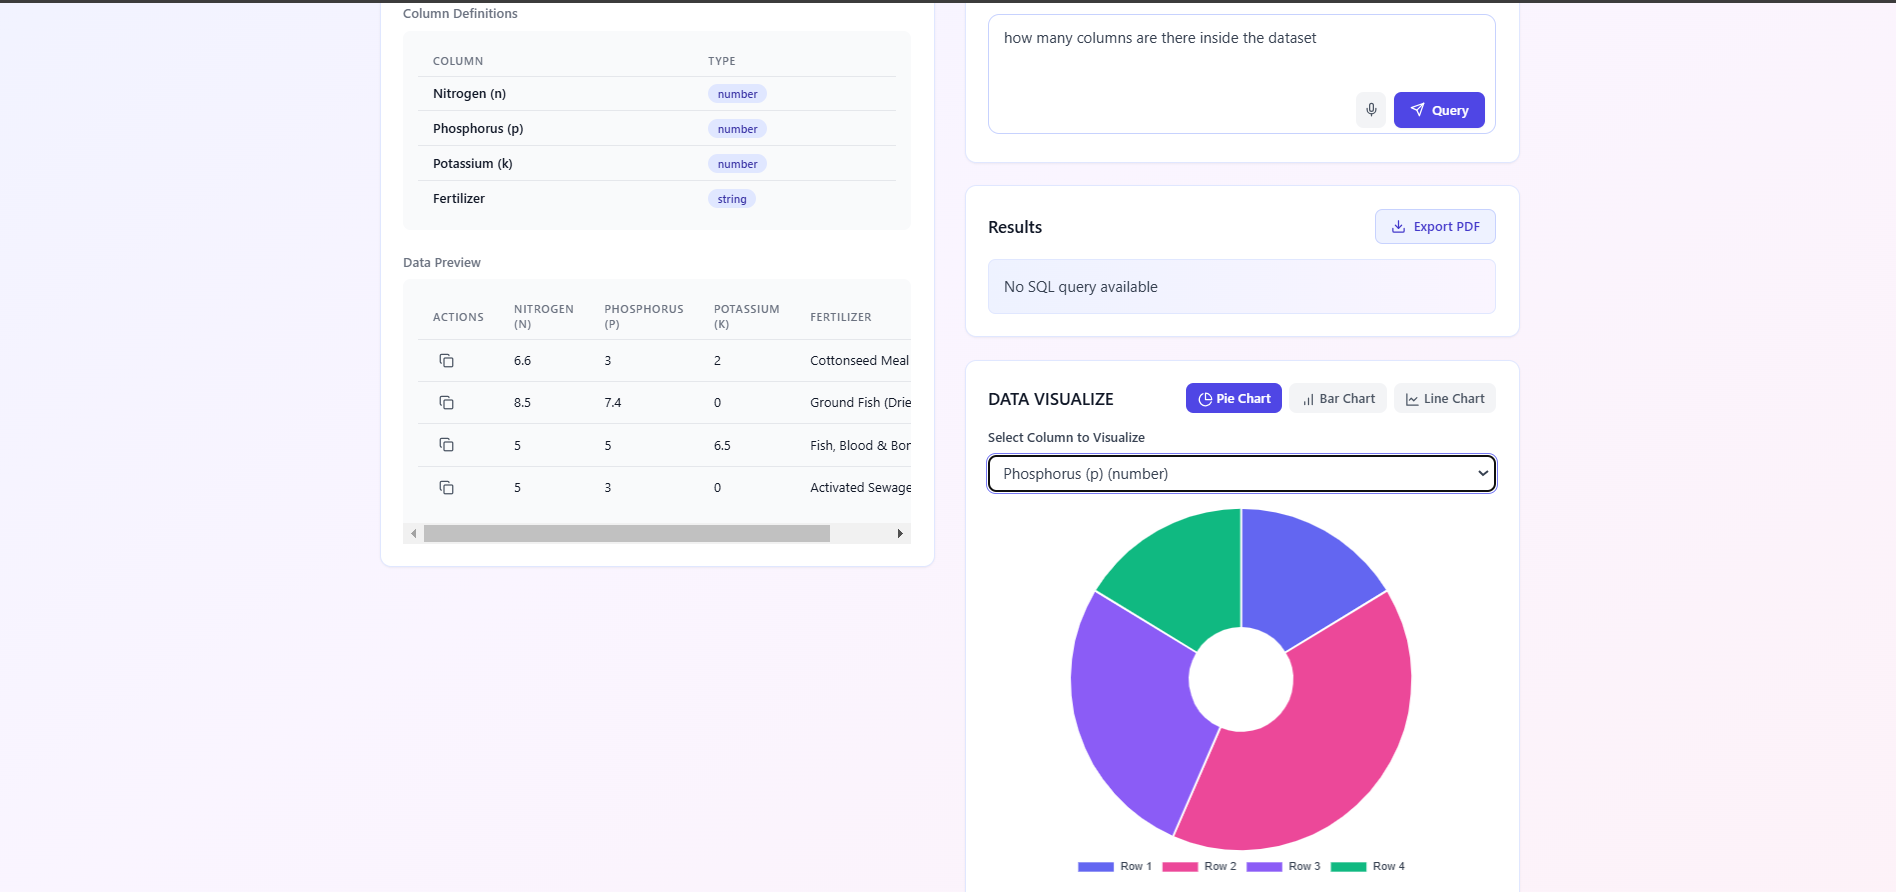 Column Definitions
COLUMN TYPE
Nitrogen (n) number
Phosphorus (p) number
Potassium (k) number
Fertilizer string
Data Preview
ACTIONS NITROGEN (N) PHOSPHORUS (P) POTASSIUM (K) FERTILIZER
6.6 3 2 Cottonseed Meal
8.5 7.4 0 Ground Fish (Drie
5 5 6.5 Fish, Blood & Bor
5 3 0 Activated Sewage
how many columns are there inside the dataset
Query
Results
Export PDF
No SQL query available
DATA VISUALIZE
Pie Chart
Bar Chart
Line Chart
Select Column to Visualize
Phosphorus (p) (number)
Row 1 Row 2 Row 3 Row 4